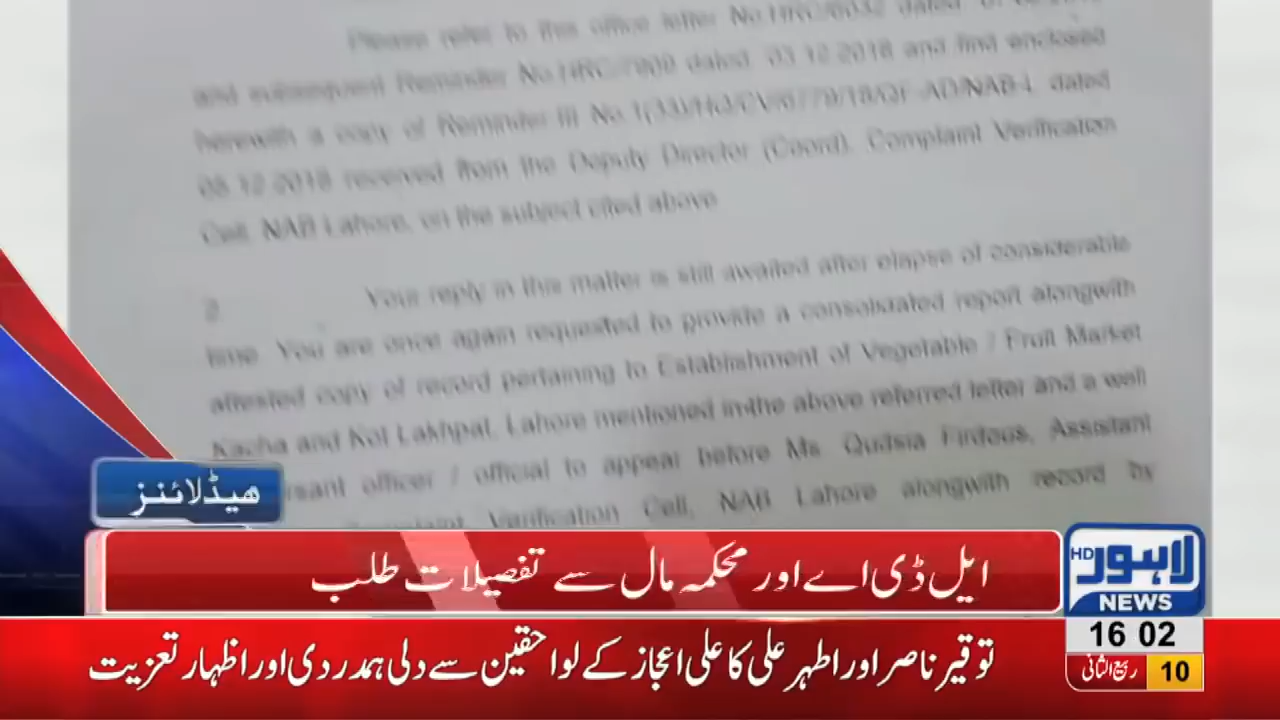 Please refer to this office letter No.HRC/6032 dated
and subsequent Reminder No.HRC/7909 dated 03.12.2018 and find enclosed
herewith a copy of Reminder-III No.1(33)/HQ/CV/6779/18/QF-AD/NAB-L dated
05.12.2018 received from the Deputy Director (Coord), Complaint Verification
Cell, NAB Lahore, on the subject cited above
2. Your reply in this matter is still awaited after elapse of considerable
time. You are once again requested to provide a consolidated report alongwith
attested copy of record pertaining to Establishment of Vegetable / Fruit Market
Kacha and Kot Lakhpat, Lahore mentioned in the above referred letter and a well
officer / official to appear before Ms. Qudsia Firdous, Assistant
Verification Cell, NAB Lahore alongwith record by
ہیڈلائنز
ایل ڈی اے اور محکمہ مال سے تفصیلات طلب
HD لاہور
NEWS
توقیر ناصر اور اطہر علی کا علی اعجاز کے لواحقین سے دلی ہمدردی اور اظہار تعزیت
16 02
ربیع الثانی 10